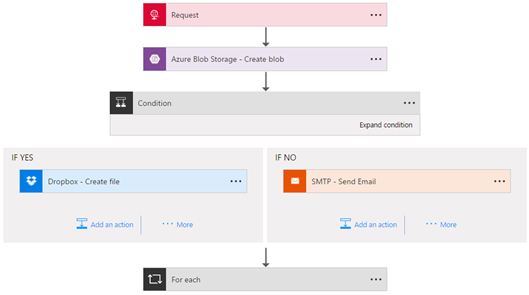 Request
Azure Blob Storage - Create blob
Condition
Expand condition
IF YES
Dropbox - Create file
Add an action
More
IF NO
SMTP - Send Email
Add an action
More
For each